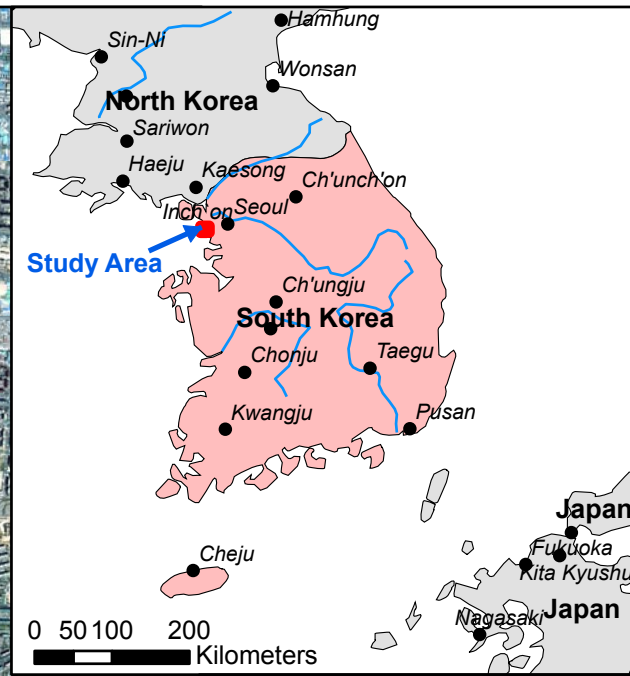 Hamhung
Sin-Ni
Wonsan
North Korea
Sariwon
Haeju
Kaesong
Ch'unch'on
Inch'on
Seoul
Study Area
Ch'ungju
South Korea
Chonju
Taegu
Kwangju
Pusan
Japan
Cheju
Fukuoka
Kita Kyushu
Nagasaki
Japan
0 50 100 200
Kilometers